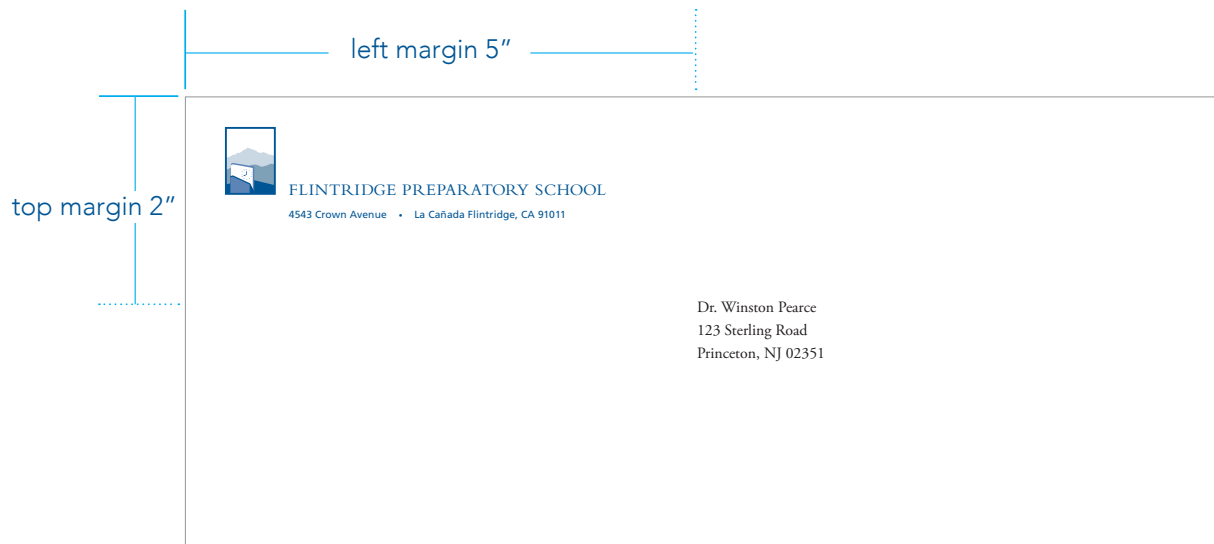 left margin 5”
top margin 2”
FLINTRIDGE PREPARATORY SCHOOL
4543 Crown Avenue • La Cañada Flintridge, CA 91011
Dr. Winston Pearce
123 Sterling Road
Princeton, NJ 02351